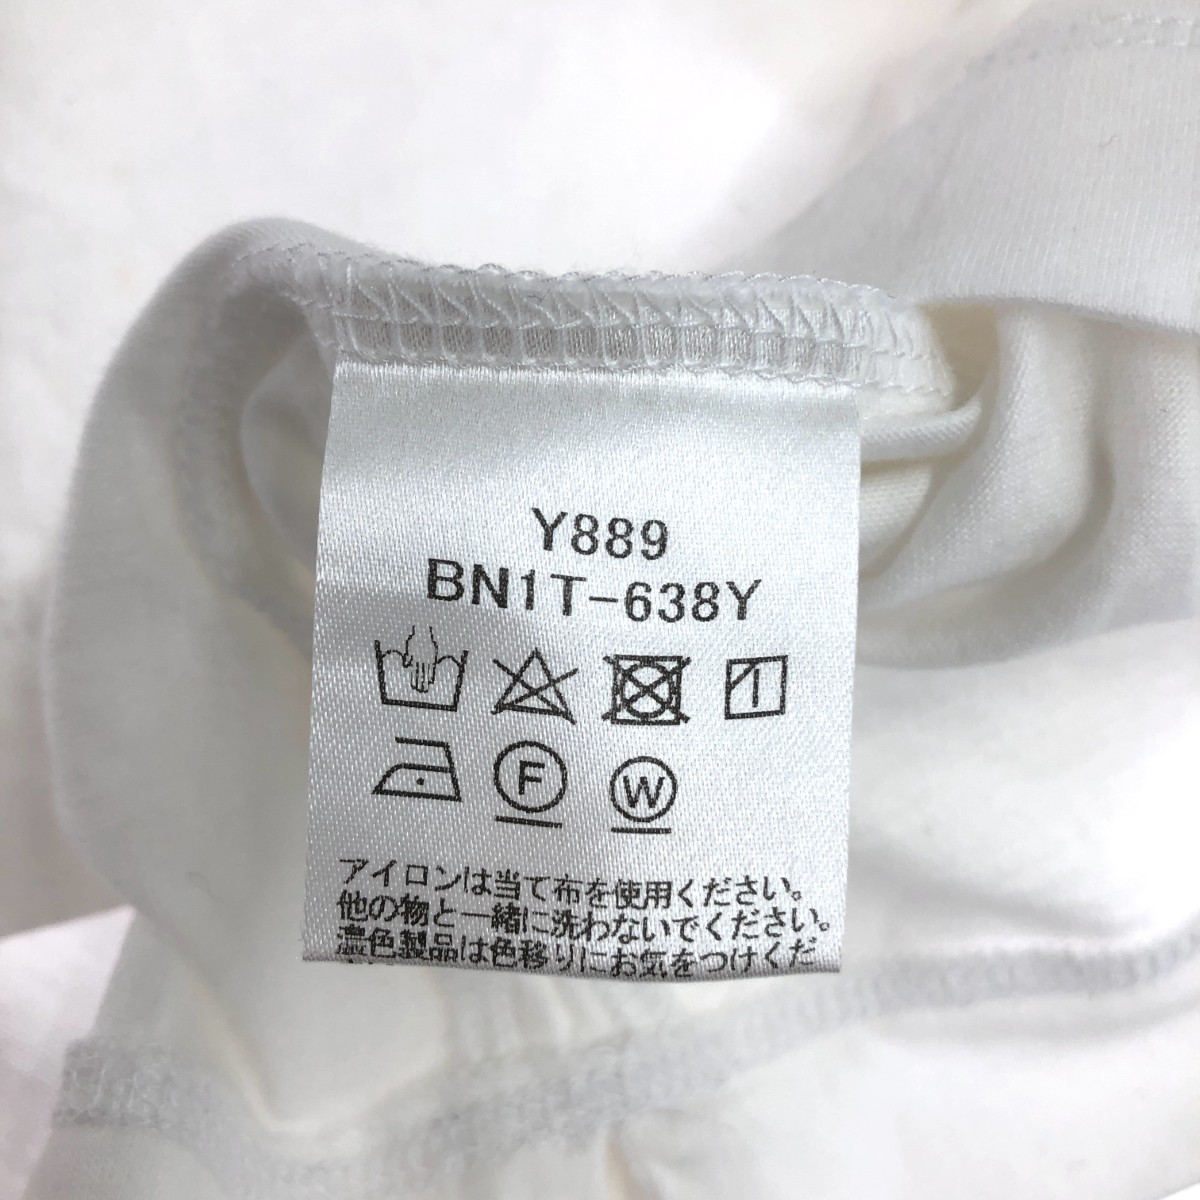 Y889
BN1T-638Y
F W
アイロンは当て布を使用ください。
他の物と一緒に洗わないでください。
濃色製品は色移りにお気をつけくだ